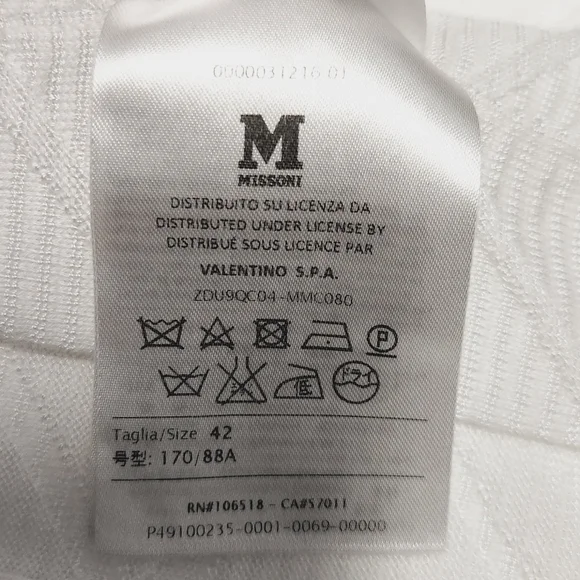 0000031216 01
M
MISSONI
DISTRIBUITO SU LICENZA DA
DISTRIBUTED UNDER LICENSE BY
DISTRIBUÉ SOUS LICENCE PAR
VALENTINO S.P.A.
ZDU9QC04-MMC080
P
低 ドライ
Taglia/Size 42
号型: 170/88A
RN#106518 - CA#57011
P49100235-0001-0069-00000